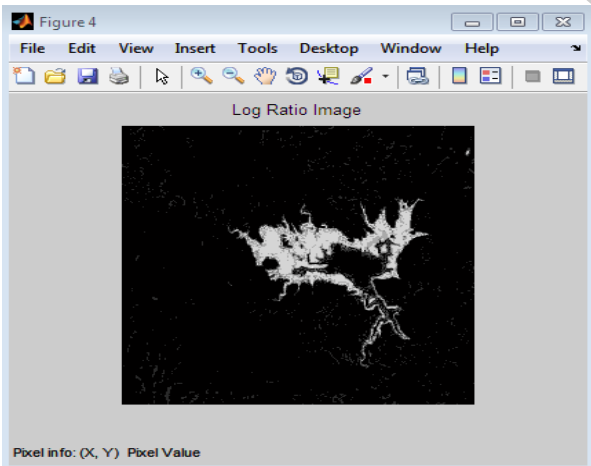 Figure 4
File Edit View Insert Tools Desktop Window Help
Log Ratio Image
Pixel info: (X, Y) Pixel Value